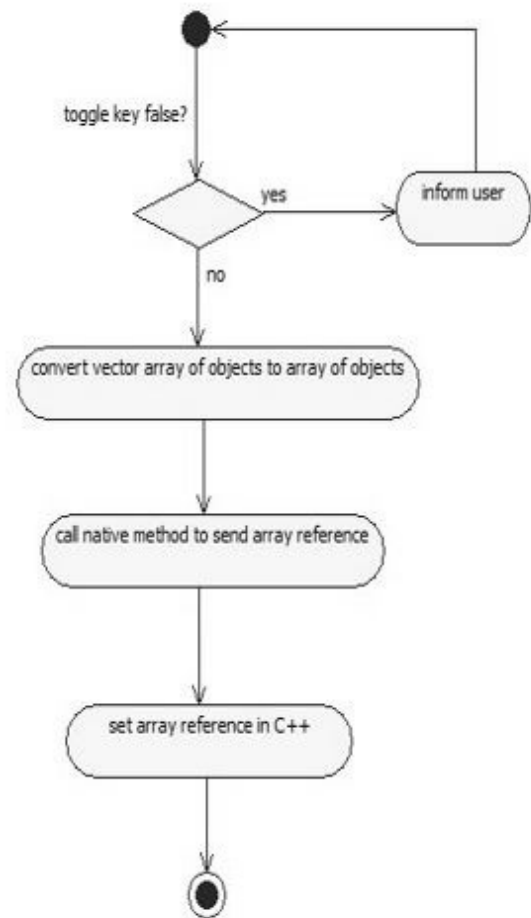 toggle key false?
yes
inform user
no
convert vector array of objects to array of objects
call native method to send array reference
set array reference in C++